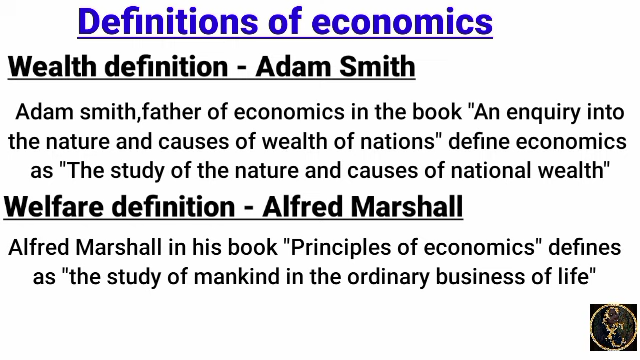 Definitions of economics
Wealth definition - Adam Smith
Adam smith,father of economics in the book "An enquiry into
the nature and causes of wealth of nations" define economics
as "The study of the nature and causes of national wealth"
Welfare definition - Alfred Marshall
Alfred Marshall in his book "Principles of economics" defines
as "the study of mankind in the ordinary business of life"